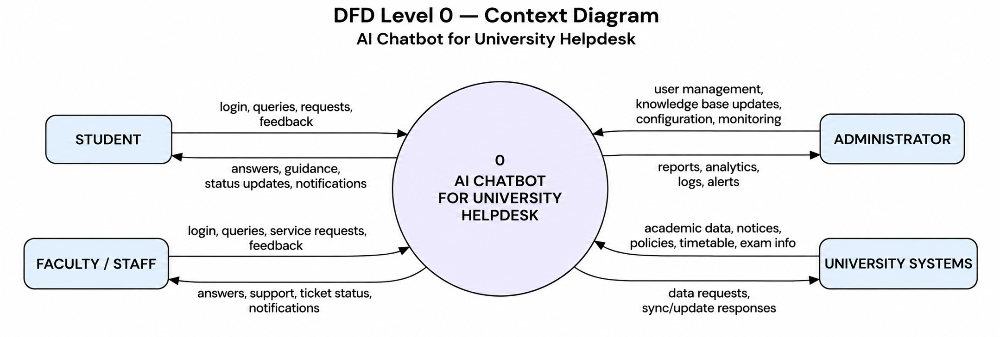 DFD Level 0 — Context Diagram
AI Chatbot for University Helpdesk
login, queries, requests,
feedback
STUDENT
answers, guidance,
status updates, notifications
login, queries, service requests,
feedback
FACULTY / STAFF
answers, support, ticket status,
notifications
0
AI CHATBOT
FOR UNIVERSITY
HELPDESK
user management,
knowledge base updates,
configuration, monitoring
ADMINISTRATOR
reports, analytics,
logs, alerts
academic data, notices,
policies, timetable, exam info
UNIVERSITY SYSTEMS
data requests,
sync/update responses